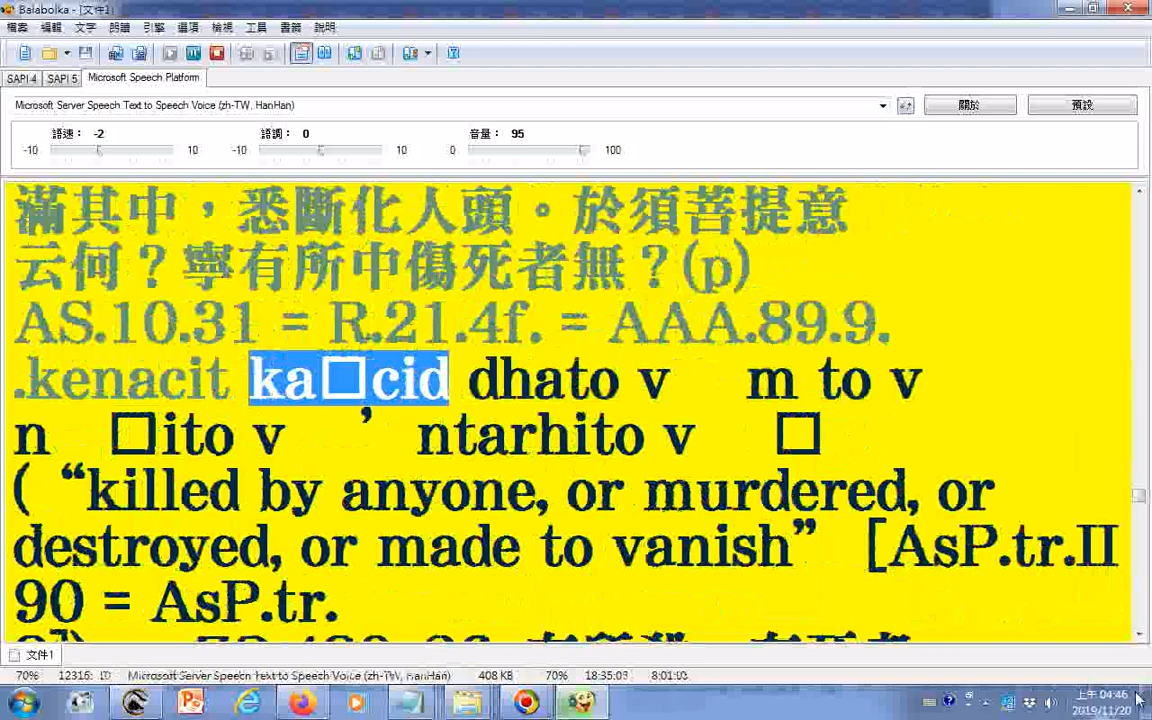 Balabolka - [文件1]
檔案 編輯 文字 朗讀 引擎 選項 檢視 工具 書籤 說明
SAPI 4 SAPI 5 Microsoft Speech Platform
Microsoft Server Speech Text to Speech Voice (zh-TW, HanHan) 關於 預設
語速： -2 語調： 0 音量： 95
-10 10 -10 10 0 100
滿其中，悉斷化人頭。於須菩提意
云何？寧有所中傷死者無？(p)
AS.10.31 = R.21.4f. = AAA.89.9.
.kenacit ka□cid dhato v m to v
n □ito v ’ntarhito v □
( “killed by anyone, or murdered, or
destroyed, or made to vanish” [AsP.tr.II
90 = AsP.tr.
文件1
70% Microsoft Server Speech Text to Speech Voice (zh-TW, HanHan) 408 KB 70% 18:35:03 8:01:03
上午 04:46
2019/11/20